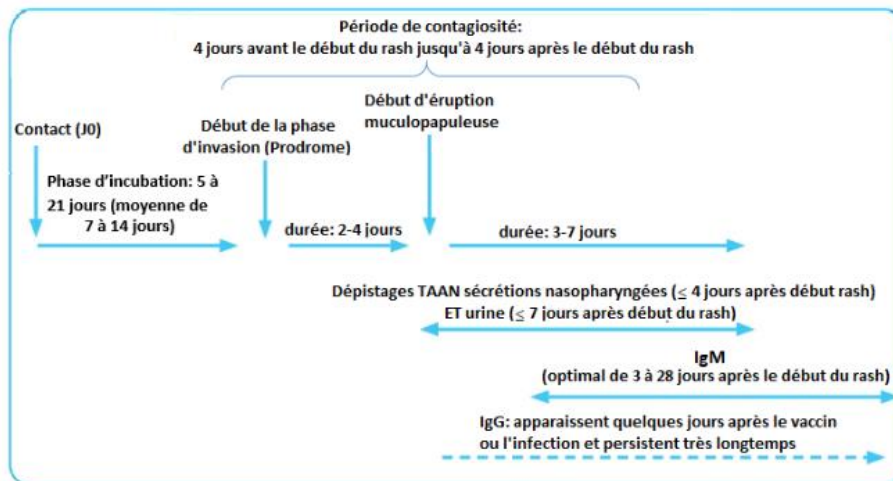 Période de contagiosité:
4 jours avant le début du rash jusqu'à 4 jours après le début du rash
Contact (J0)
Début de la phase
d'invasion (Prodrome)
Début d'éruption
muculopapuleuse
Phase d'incubation: 5 à
21 jours (moyenne de
7 à 14 jours)
durée: 2-4 jours
durée: 3-7 jours
Dépistages TAAN sécrétions nasopharyngées (≤ 4 jours après début rash)
ET urine (≤ 7 jours après début du rash)
IgM
(optimal de 3 à 28 jours après le début du rash)
IgG: apparaissent quelques jours après le vaccin
ou l'infection et persistent très longtemps